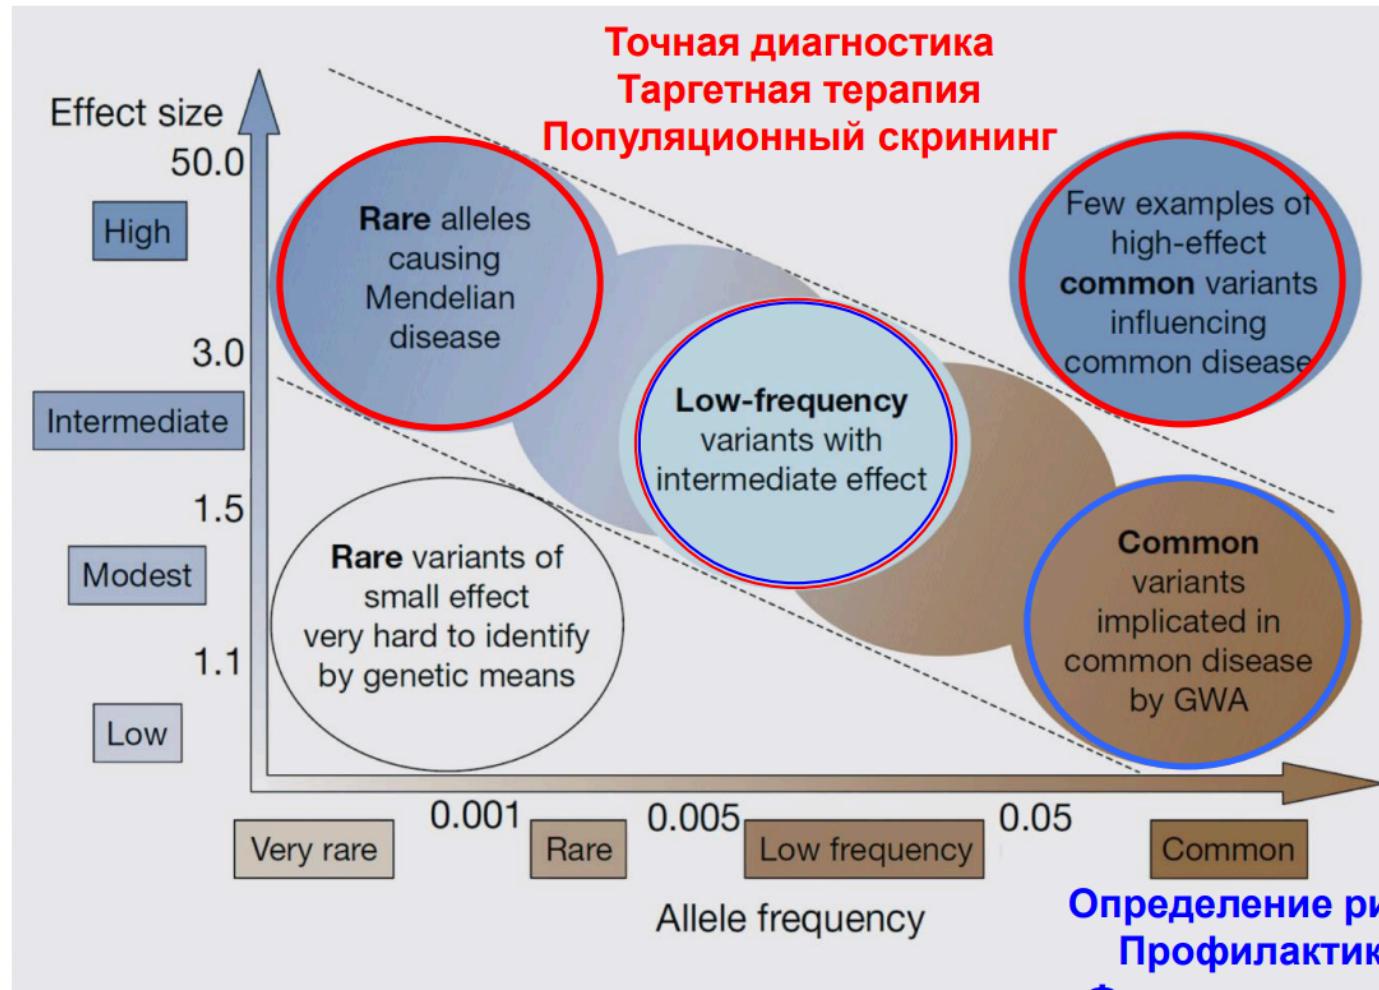 Точная диагностика
Таргетная терапия
Популяционный скрининг
Effect size
50.0
High
3.0
Intermediate
1.5
Modest
1.1
Low
Rare alleles
causing
Mendelian
disease
Few examples of
high-effect
common variants
influencing
common disease
Low-frequency
variants with
intermediate effect
Rare variants of
small effect
very hard to identify
by genetic means
Common
variants
implicated in
common disease
by GWA
0.001
0.005
0.05
Very rare
Rare
Low frequency
Common
Allele frequency
Определение